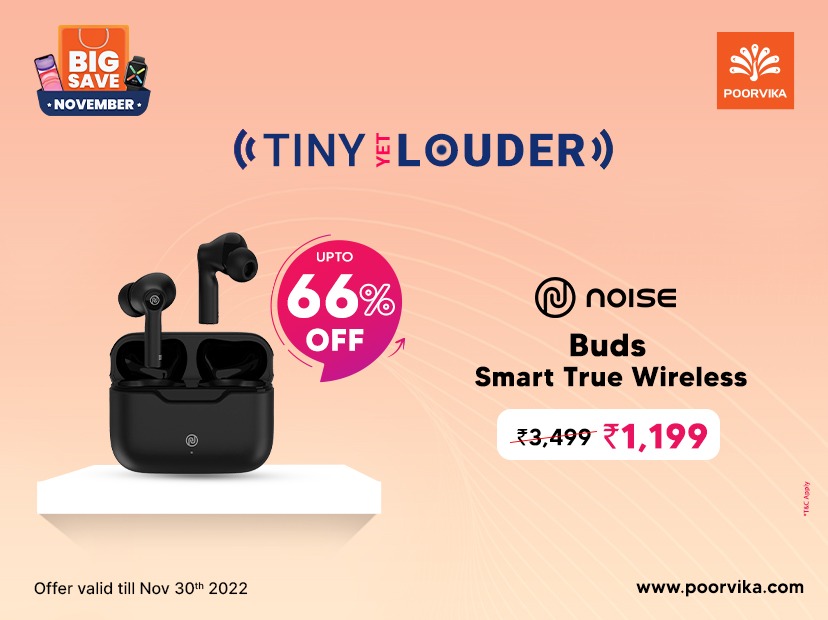 BIG
SAVE
• NOVEMBER •
POORVIKA
TINY YET LOUDER
UPTO
66%
OFF
noise
Buds
Smart True Wireless
₹3,499 ₹1,199
*T&C Apply
Offer valid till Nov 30th 2022
www.poorvika.com